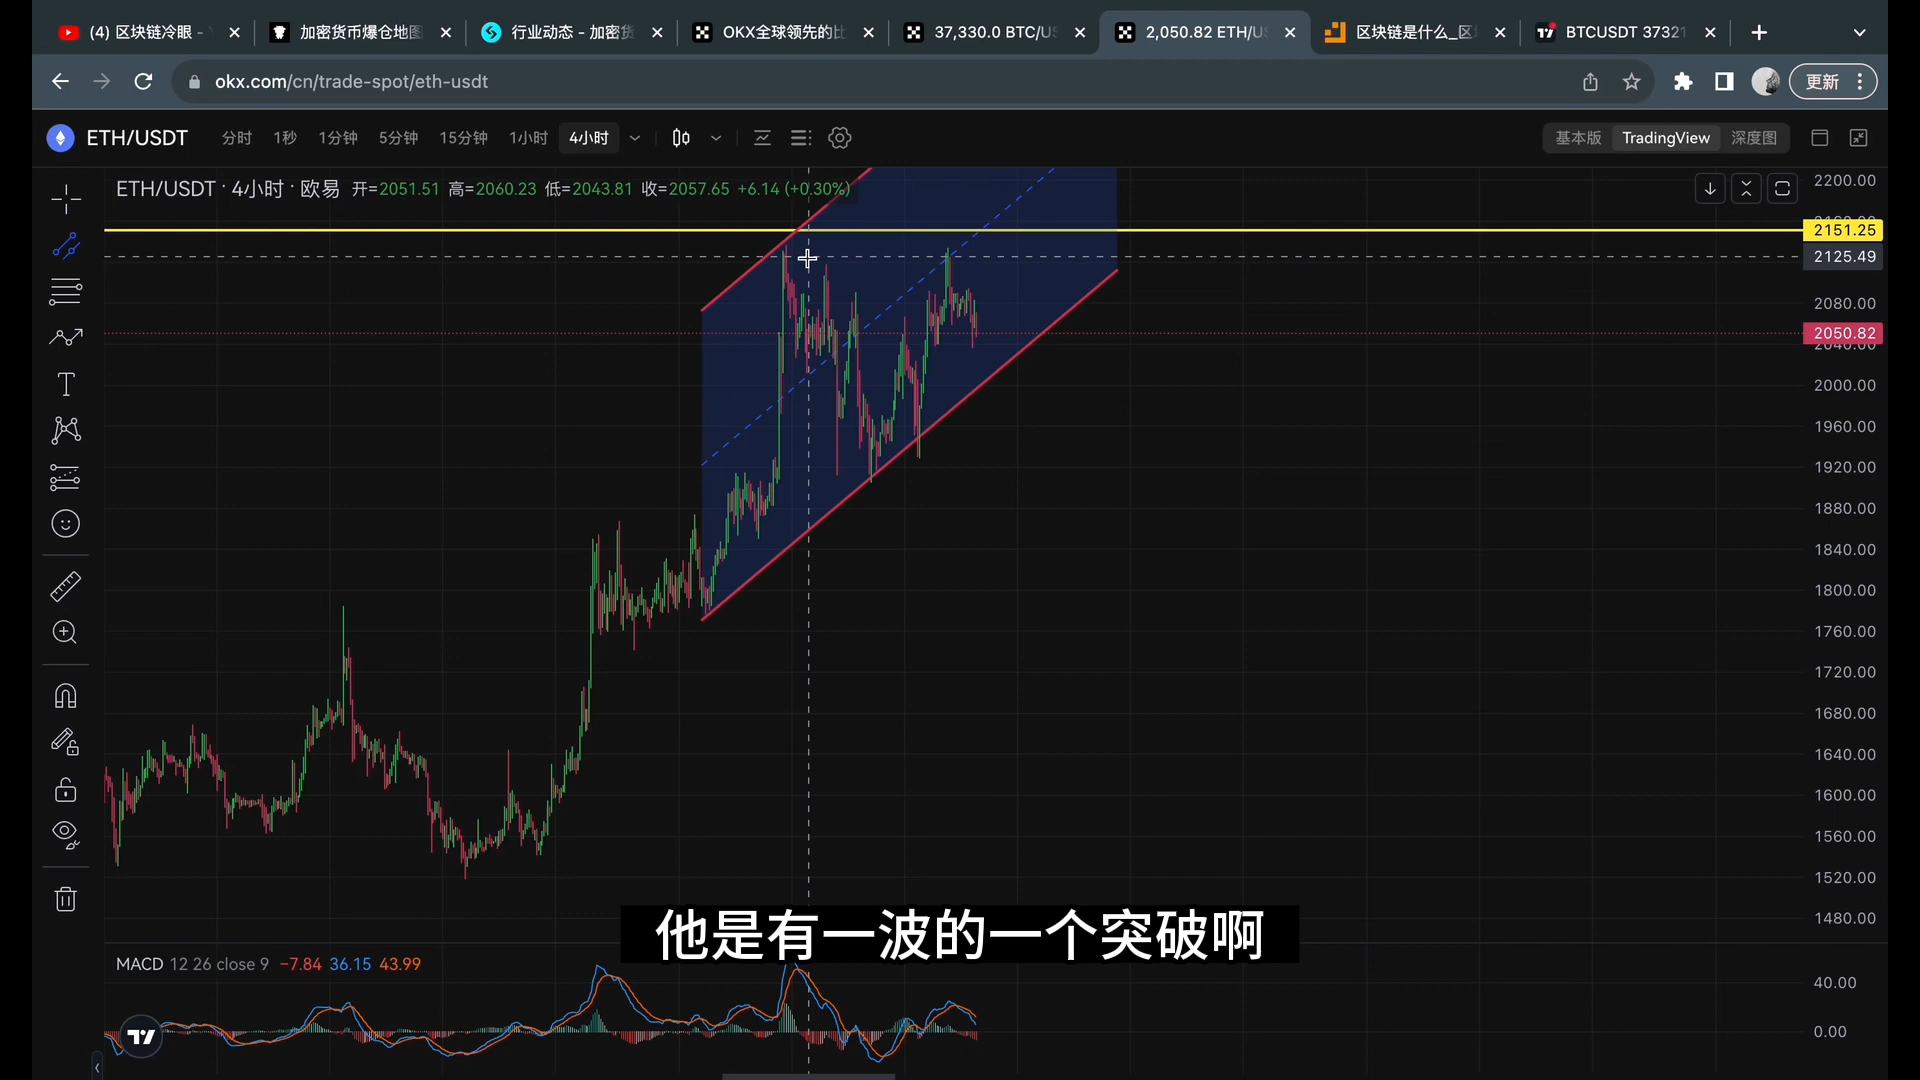 (4) 区块链冷眼 -
加密货币爆仓地图
行业动态 - 加密货
OKX全球领先的比
37,330.0 BTC/US
2,050.82 ETH/US
区块链是什么_区
BTCUSDT 37321
okx.com/cn/trade-spot/eth-usdt
更新
ETH/USDT
分时
1秒
1分钟
5分钟
15分钟
1小时
4小时
基本版
TradingView
深度图
ETH/USDT · 4小时 · 欧易 开=2051.51 高=2060.23 低=2043.81 收=2057.65 +6.14 (+0.30%)
2200.00
2151.25
2125.49
2080.00
2050.82
2040.00
2000.00
1960.00
1920.00
1880.00
1840.00
1800.00
1760.00
1720.00
1680.00
1640.00
1600.00
1560.00
1520.00
1480.00
他是有一波的一个突破啊
MACD 12 26 close 9 −7.84 36.15 43.99
40.00
0.00